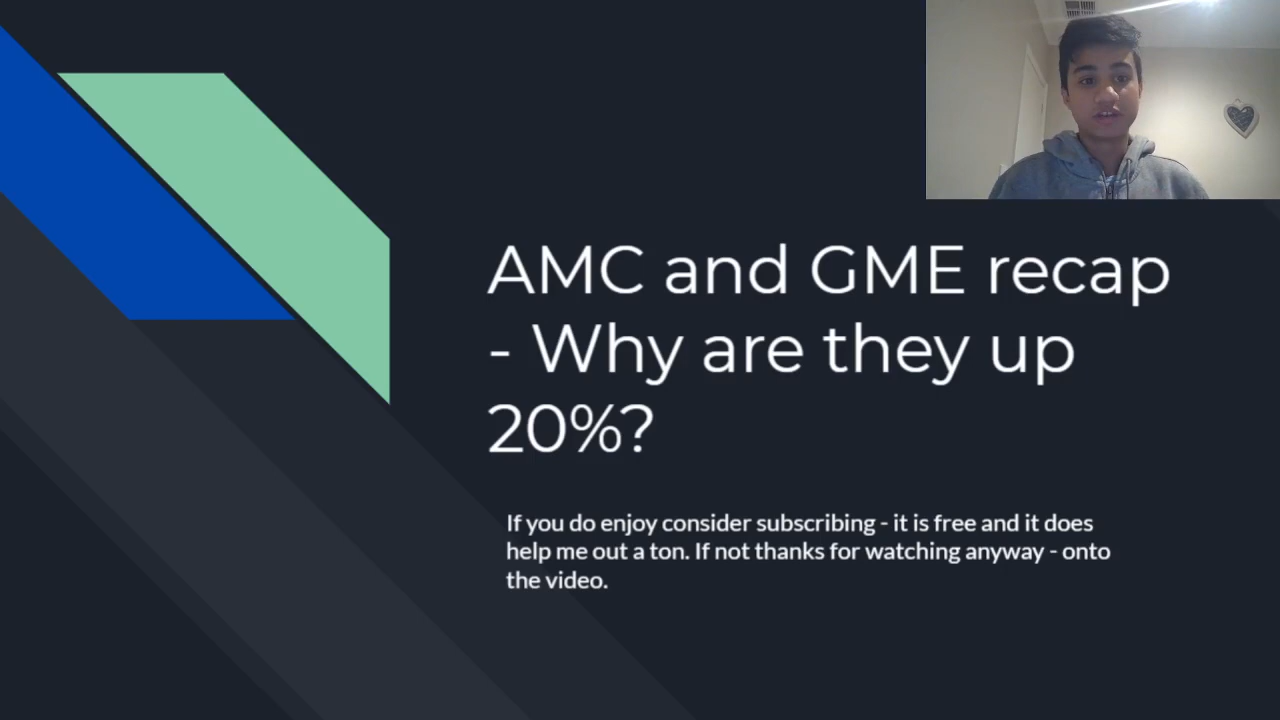 AMC and GME recap
- Why are they up
20%?
If you do enjoy consider subscribing - it is free and it does
help me out a ton. If not thanks for watching anyway - onto
the video.